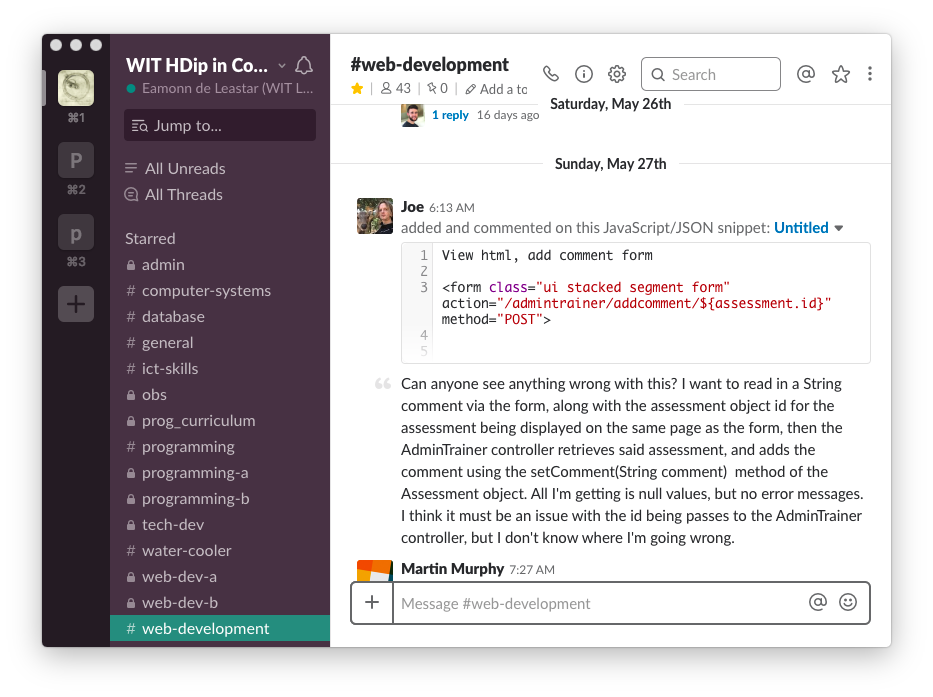 ⌘1
P
⌘2
p
⌘3
+
WIT HDip in Co...
Eamonn de Leastar (WIT L...
Jump to...
All Unreads
All Threads
Starred
admin
# computer-systems
# database
# general
# ict-skills
obs
prog_curriculum
# programming
programming-a
programming-b
tech-dev
# water-cooler
web-dev-a
web-dev-b
# web-development
#web-development
43
0
Add a to
Search
@
Saturday, May 26th
1 reply 16 days ago
Sunday, May 27th
Joe 6:13 AM
added and commented on this JavaScript/JSON snippet: Untitled
1 View html, add comment form
2
3 <form class="ui stacked segment form"
action="/admintrainer/addcomment/${assessment.id}"
method="POST">
4
5
Can anyone see anything wrong with this? I want to read in a String
comment via the form, along with the assessment object id for the
assessment being displayed on the same page as the form, then the
AdminTrainer controller retrieves said assessment, and adds the
comment using the setComment(String comment)  method of the
Assessment object. All I'm getting is null values, but no error messages.
I think it must be an issue with the id being passes to the AdminTrainer
controller, but I don't know where I'm going wrong.
Martin Murphy 7:27 AM
+ Message #web-development @